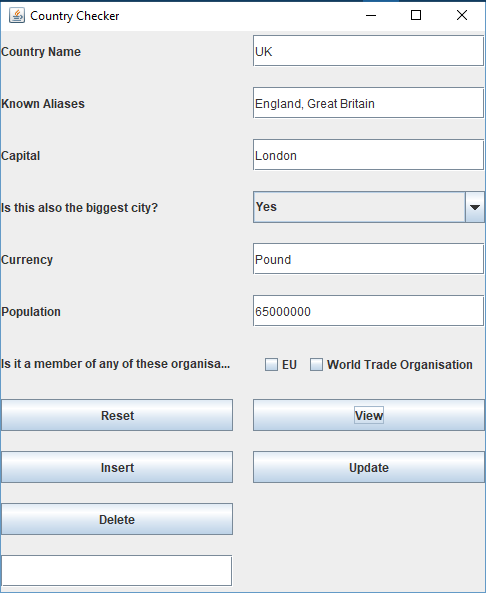 Country Checker
Country Name UK
Known Aliases England, Great Britain
Capital London
Is this also the biggest city? Yes
Currency Pound
Population 65000000
Is it a member of any of these organisa... EU World Trade Organisation
Reset View
Insert Update
Delete